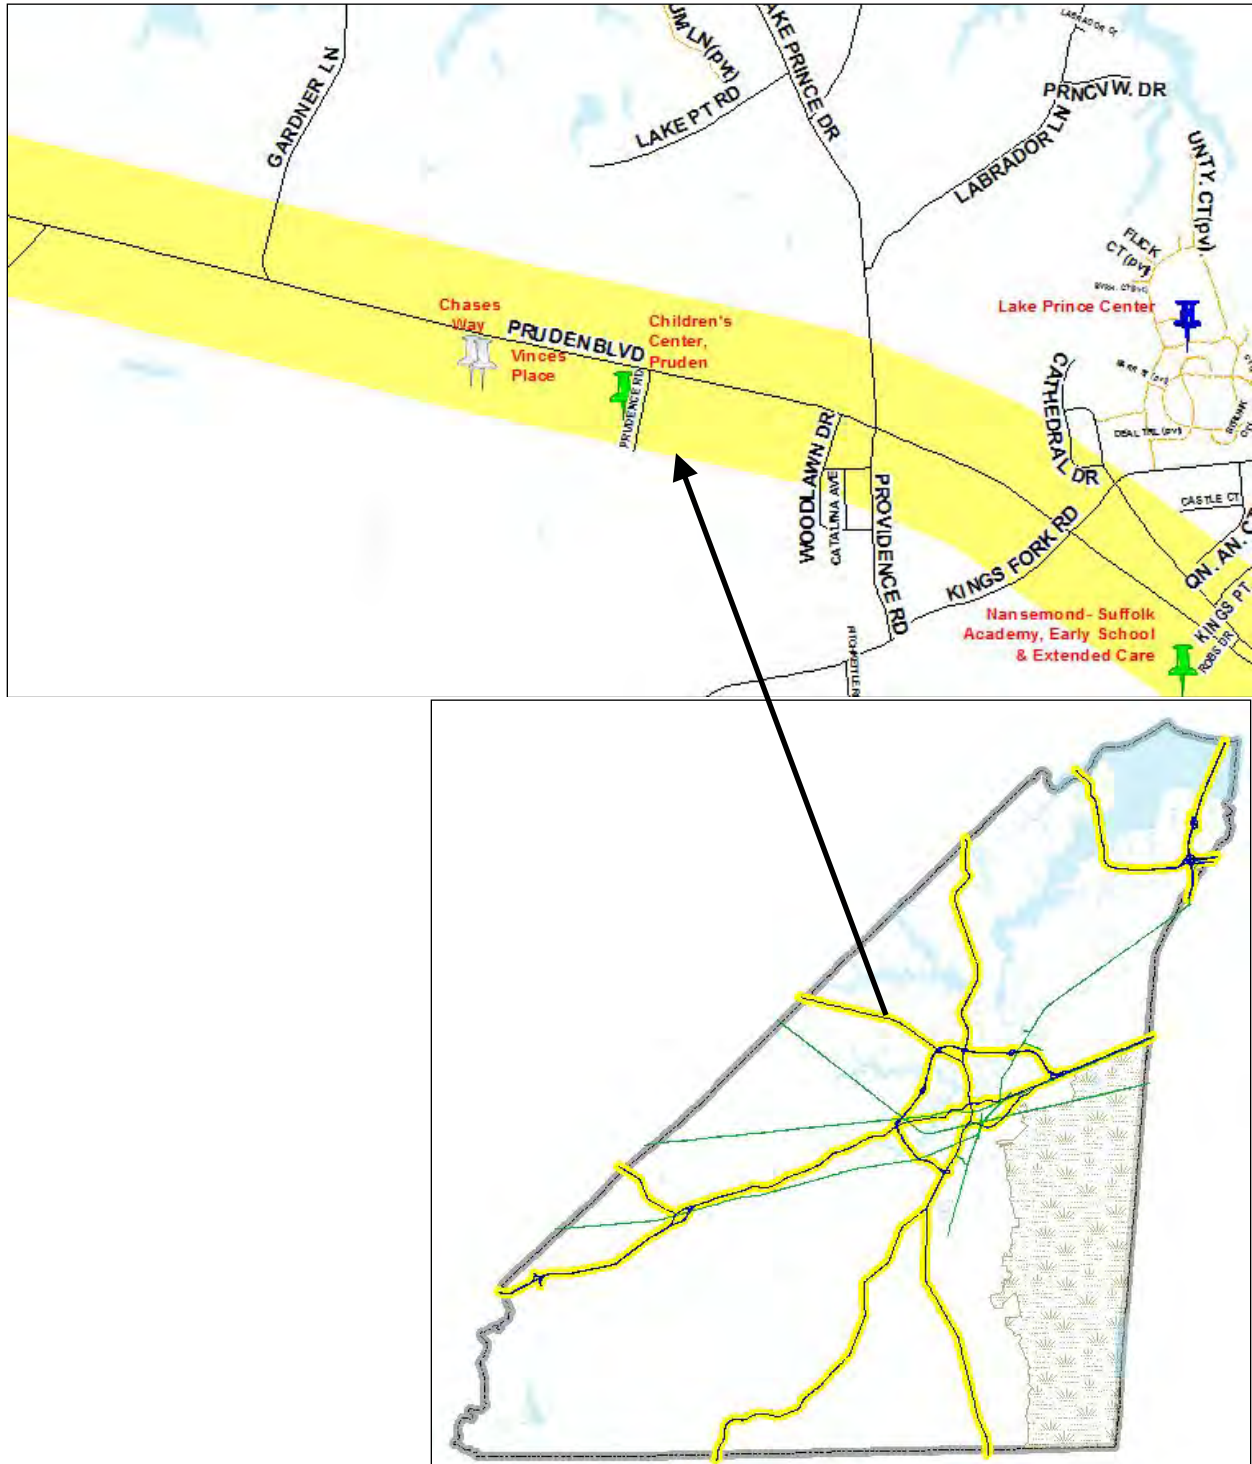 GARDNER LN
UM LN(pvt)
LAKE PT RD
AKE PRINCE DR
LABRADOR CT
PRNCVW. DR
LABRADOR LN
UNTY. CT(pv).
FLICK
CT(pv)
Lake Prince Center
Chases
Way
PRUDEN BLVD
Vinces
Place
Children's
Center,
Pruden
PRUDENCE RD
WOODLAWN DR
CATALINA AVE
PROVIDENCE RD
CATHEDRAL DR
DEAL TRL (pv)
CASTLE CT
KINGS FORK RD
QN. AN. C
KINGS PT
ROBS DR
Nansemond- Suffolk
Academy, Early School
& Extended Care